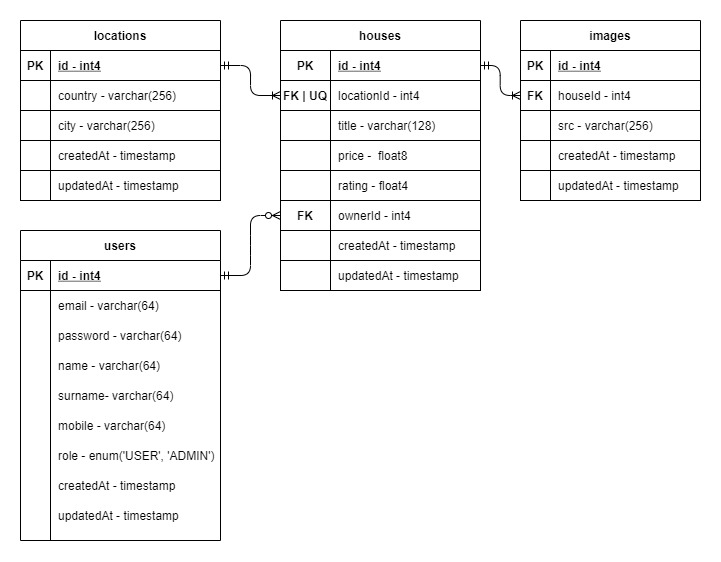 locations
PK id - int4
country - varchar(256)
city - varchar(256)
createdAt - timestamp
updatedAt - timestamp
houses
PK id - int4
FK | UQ locationId - int4
title - varchar(128)
price -  float8
rating - float4
FK ownerId - int4
createdAt - timestamp
updatedAt - timestamp
images
PK id - int4
FK houseId - int4
src - varchar(256)
createdAt - timestamp
updatedAt - timestamp
users
PK id - int4
email - varchar(64)
password - varchar(64)
name - varchar(64)
surname- varchar(64)
mobile - varchar(64)
role - enum('USER', 'ADMIN')
createdAt - timestamp
updatedAt - timestamp